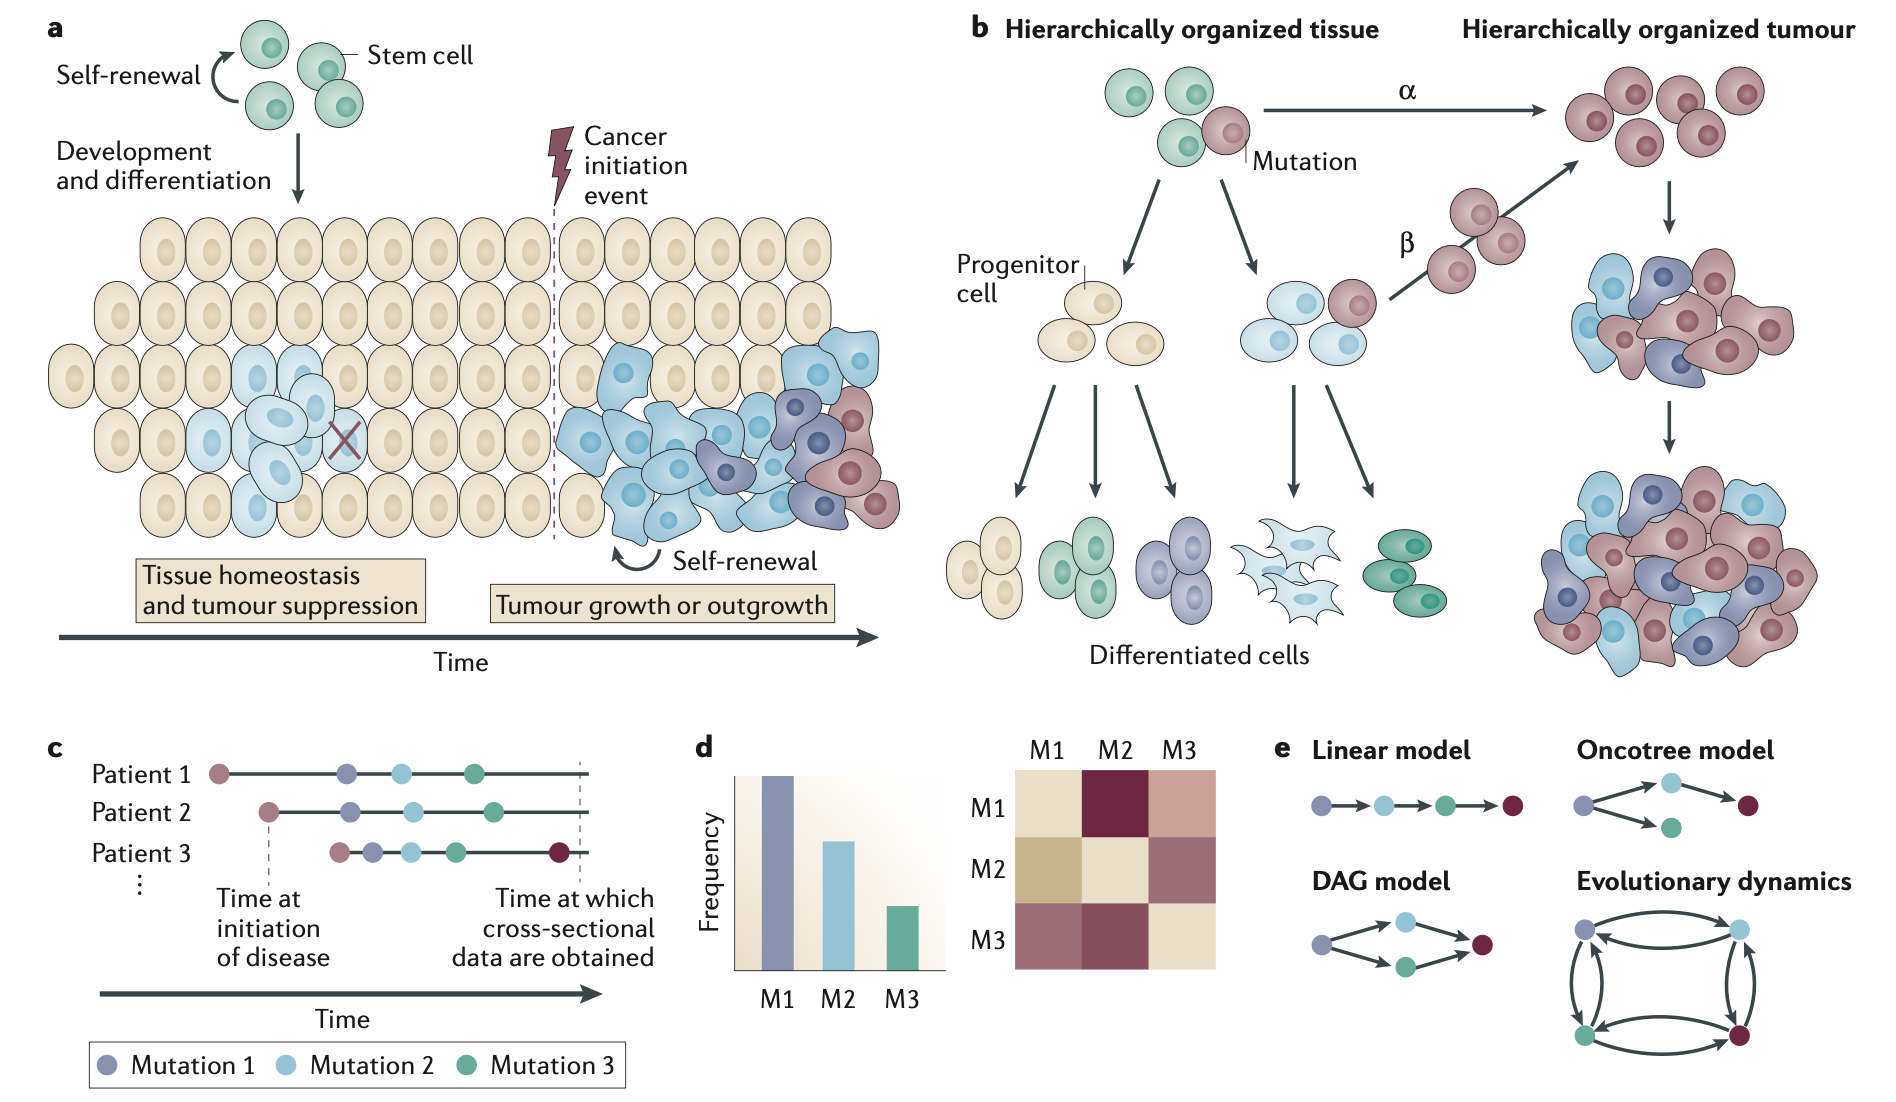 a
Stem cell
Self-renewal
Development
and differentiation
Cancer
initiation
event
Self-renewal
Tissue homeostasis
and tumour suppression
Tumour growth or outgrowth
Time
b
Hierarchically organized tissue
Hierarchically organized tumour
α
Mutation
β
Progenitor
cell
Differentiated cells
c
Patient 1
Patient 2
Patient 3
⋮
Time at
initiation
of disease
Time at which
cross-sectional
data are obtained
Time
Mutation 1
Mutation 2
Mutation 3
d
Frequency
M1 M2 M3
M1 M2 M3
M1
M2
M3
e
Linear model
Oncotree model
DAG model
Evolutionary dynamics